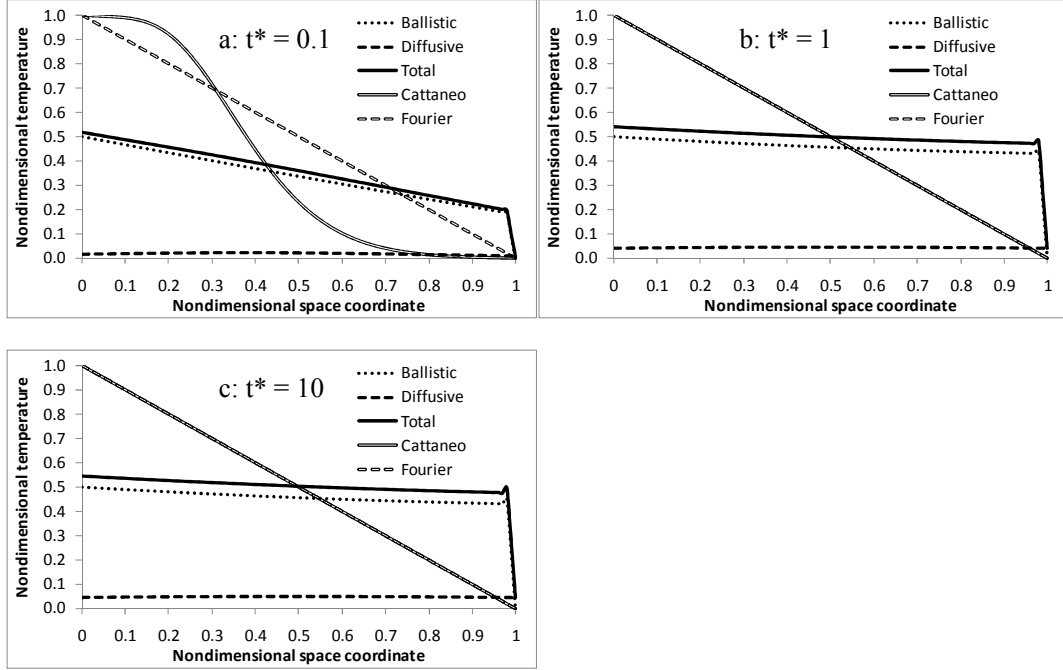 a: t* = 0.1
Nondimensional temperature
1.0
0.9
0.8
0.7
0.6
0.5
0.4
0.3
0.2
0.1
0.0
0 0.1 0.2 0.3 0.4 0.5 0.6 0.7 0.8 0.9 1
Nondimensional space coordinate
Ballistic
Diffusive
Total
Cattaneo
Fourier
b: t* = 1
Nondimensional temperature
1.0
0.9
0.8
0.7
0.6
0.5
0.4
0.3
0.2
0.1
0.0
0 0.1 0.2 0.3 0.4 0.5 0.6 0.7 0.8 0.9 1
Nondimensional space coordinate
Ballistic
Diffusive
Total
Cattaneo
Fourier
c: t* = 10
Nondimensional temperature
1.0
0.9
0.8
0.7
0.6
0.5
0.4
0.3
0.2
0.1
0.0
0 0.1 0.2 0.3 0.4 0.5 0.6 0.7 0.8 0.9 1
Nondimensional space coordinate
Ballistic
Diffusive
Total
Cattaneo
Fourier